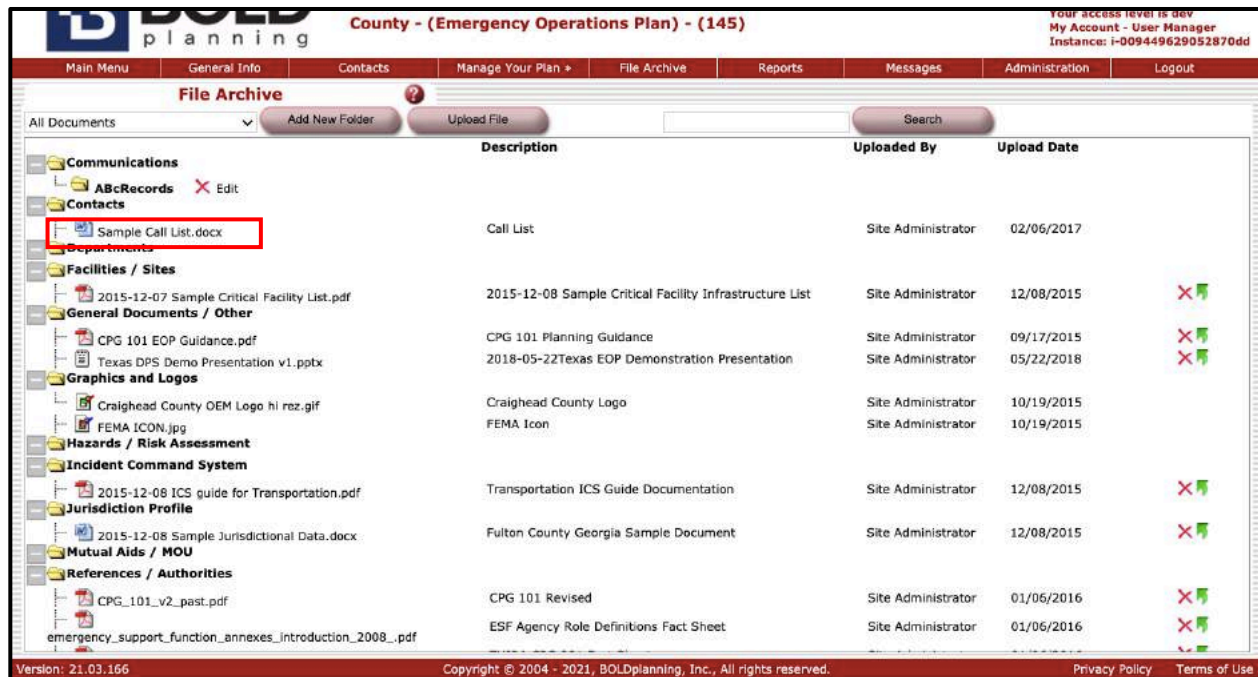 BOLD
planning
County - (Emergency Operations Plan) - (145)
Your access level is dev
My Account - User Manager
Instance: i-009449629052870dd
Main Menu General Info Contacts Manage Your Plan » File Archive Reports Messages Administration Logout
File Archive ?
All Documents Add New Folder Upload File Search
Description Uploaded By Upload Date
Communications
ABcRecords Edit
Contacts
Sample Call List.docx Call List Site Administrator 02/06/2017
Departments
Facilities / Sites
2015-12-07 Sample Critical Facility List.pdf 2015-12-08 Sample Critical Facility Infrastructure List Site Administrator 12/08/2015
General Documents / Other
CPG 101 EOP Guidance.pdf CPG 101 Planning Guidance Site Administrator 09/17/2015
Texas DPS Demo Presentation v1.pptx 2018-05-22Texas EOP Demonstration Presentation Site Administrator 05/22/2018
Graphics and Logos
Craighead County OEM Logo hi rez.gif Craighead County Logo Site Administrator 10/19/2015
FEMA ICON.jpg FEMA Icon Site Administrator 10/19/2015
Hazards / Risk Assessment
Incident Command System
2015-12-08 ICS guide for Transportation.pdf Transportation ICS Guide Documentation Site Administrator 12/08/2015
Jurisdiction Profile
2015-12-08 Sample Jurisdictional Data.docx Fulton County Georgia Sample Document Site Administrator 12/08/2015
Mutual Aids / MOU
References / Authorities
CPG_101_v2_past.pdf CPG 101 Revised Site Administrator 01/06/2016
emergency_support_function_annexes_introduction_2008_.pdf ESF Agency Role Definitions Fact Sheet Site Administrator 01/06/2016
Version: 21.03.166 Copyright © 2004 - 2021, BOLDplanning, Inc., All rights reserved. Privacy Policy Terms of Use